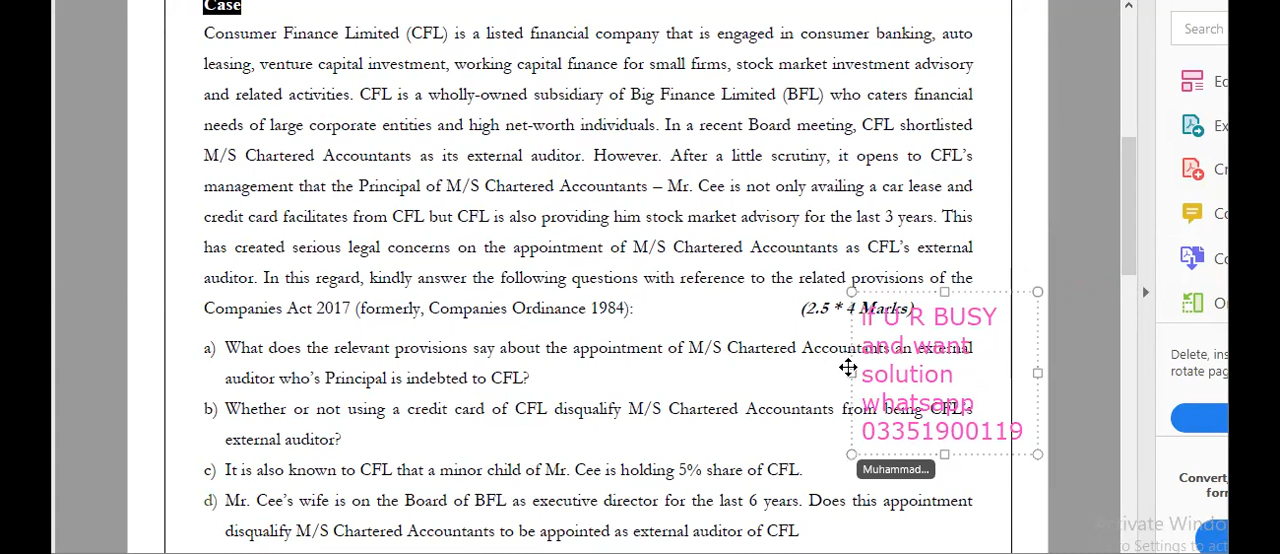 Case
Consumer Finance Limited (CFL) is a listed financial company that is engaged in consumer banking, auto
leasing, venture capital investment, working capital finance for small firms, stock market investment advisory
and related activities. CFL is a wholly-owned subsidiary of Big Finance Limited (BFL) who caters financial
needs of large corporate entities and high net-worth individuals. In a recent Board meeting, CFL shortlisted
M/S Chartered Accountants as its external auditor. However. After a little scrutiny, it opens to CFL's
management that the Principal of M/S Chartered Accountants – Mr. Cee is not only availing a car lease and
credit card facilitates from CFL but CFL is also providing him stock market advisory for the last 3 years. This
has created serious legal concerns on the appointment of M/S Chartered Accountants as CFL's external
auditor. In this regard, kindly answer the following questions with reference to the related provisions of the
Companies Act 2017 (formerly, Companies Ordinance 1984): (2.5 * 4 Marks)
a) What does the relevant provisions say about the appointment of M/S Chartered Accountants an external
auditor who's Principal is indebted to CFL?
b) Whether or not using a credit card of CFL disqualify M/S Chartered Accountants from being CFL's
external auditor?
c) It is also known to CFL that a minor child of Mr. Cee is holding 5% share of CFL.
d) Mr. Cee's wife is on the Board of BFL as executive director for the last 6 years. Does this appointment
disqualify M/S Chartered Accountants to be appointed as external auditor of CFL
if U R BUSY
and want
solution
whatsapp
03351900119
Muhammad...
Search
Ex
Cr
Delete, ins
rotate pag
Convert,